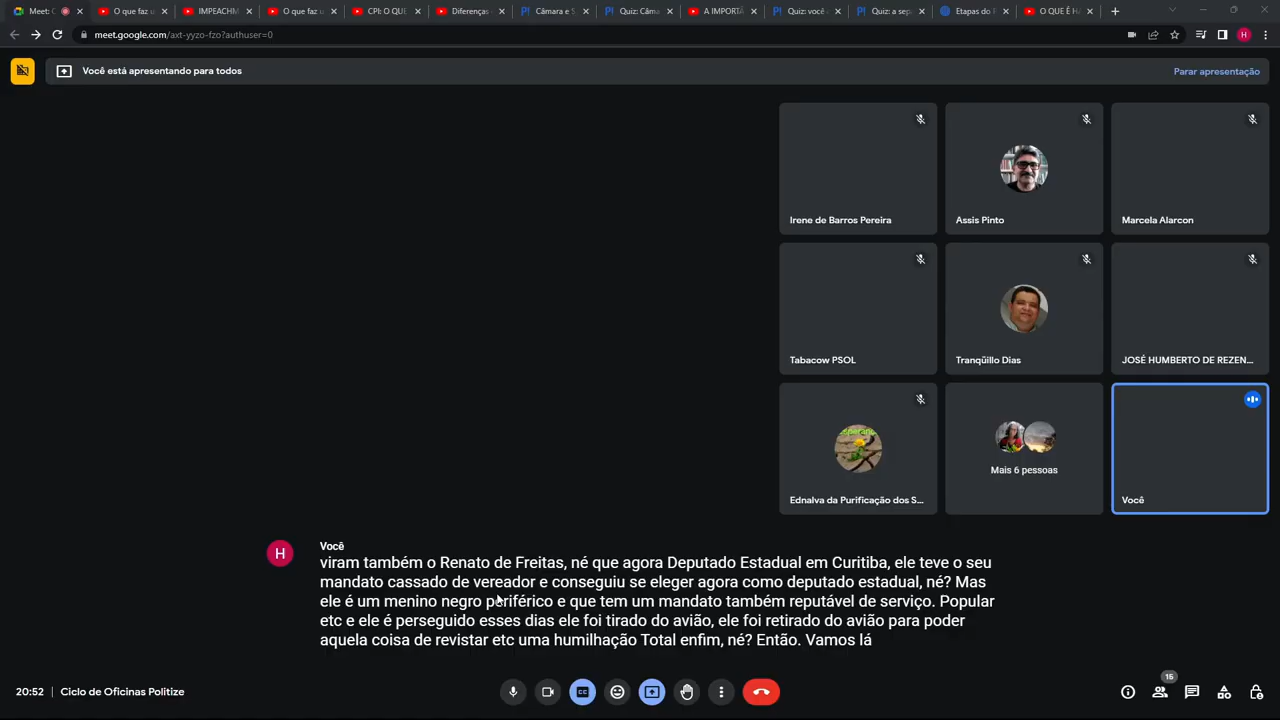 Meet: C
O que faz u
IMPEACHM
O que faz u
CPI: O QUE
Diferenças
Câmara e S
Quiz: Câm
A IMPORTÂ
Quiz: você
Quiz: a sep
Etapas do P
O QUE É HA
meet.google.com/axt-yyzo-fzo?authuser=0
H
Você está apresentando para todos
Parar apresentação
Irene de Barros Pereira
Assis Pinto
Marcela Alarcon
Tabacow PSOL
Tranqüillo Dias
JOSÉ HUMBERTO DE REZEN...
Ednalva da Purificação dos S...
Mais 6 pessoas
Você
H
Você
viram também o Renato de Freitas, né que agora Deputado Estadual em Curitiba, ele teve o seu
mandato cassado de vereador e conseguiu se eleger agora como deputado estadual, né? Mas
ele é um menino negro periférico e que tem um mandato também reputável de serviço. Popular
etc e ele é perseguido esses dias ele foi tirado do avião, ele foi retirado do avião para poder
aquela coisa de revistar etc uma humilhação Total enfim, né? Então. Vamos lá
20:52
Ciclo de Oficinas Politize
15